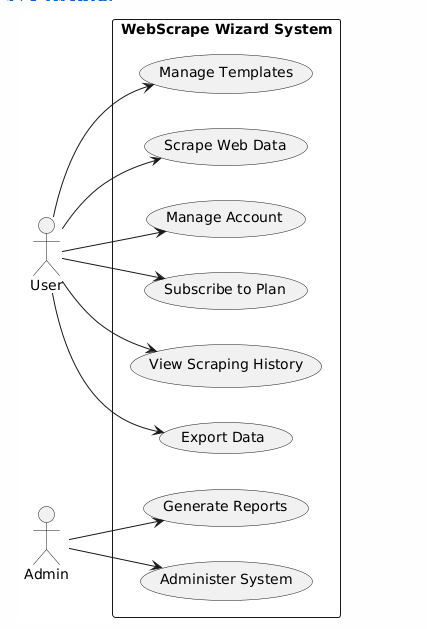 WebScrape Wizard System
Manage Templates
Scrape Web Data
Manage Account
Subscribe to Plan
User
View Scraping History
Export Data
Generate Reports
Administer System
Admin